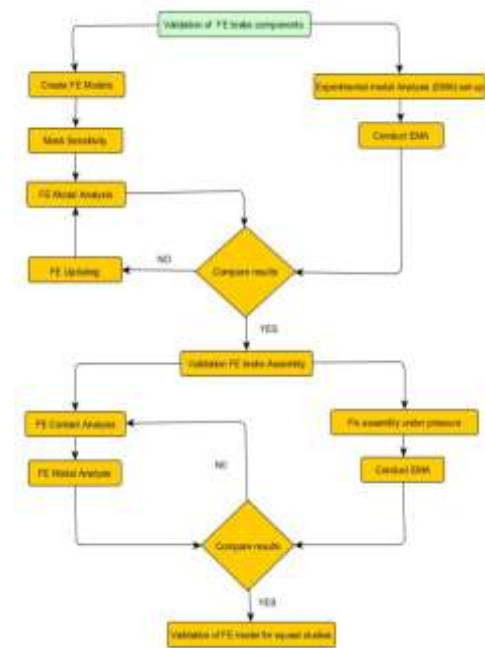 Validation of FE brake components
Create FE Models
Experimental modal Analysis (EMA) set-up
Mesh Sensitivity
Conduct EMA
FE Modal Analysis
FE Updating
NO
Compare results
YES
Validation FE brake Assembly
FE Contact Analysis
assembly under pressure
NO
FE Modal Analysis
Conduct EMA
Compare results
YES
Validation of FE model for squeal studies